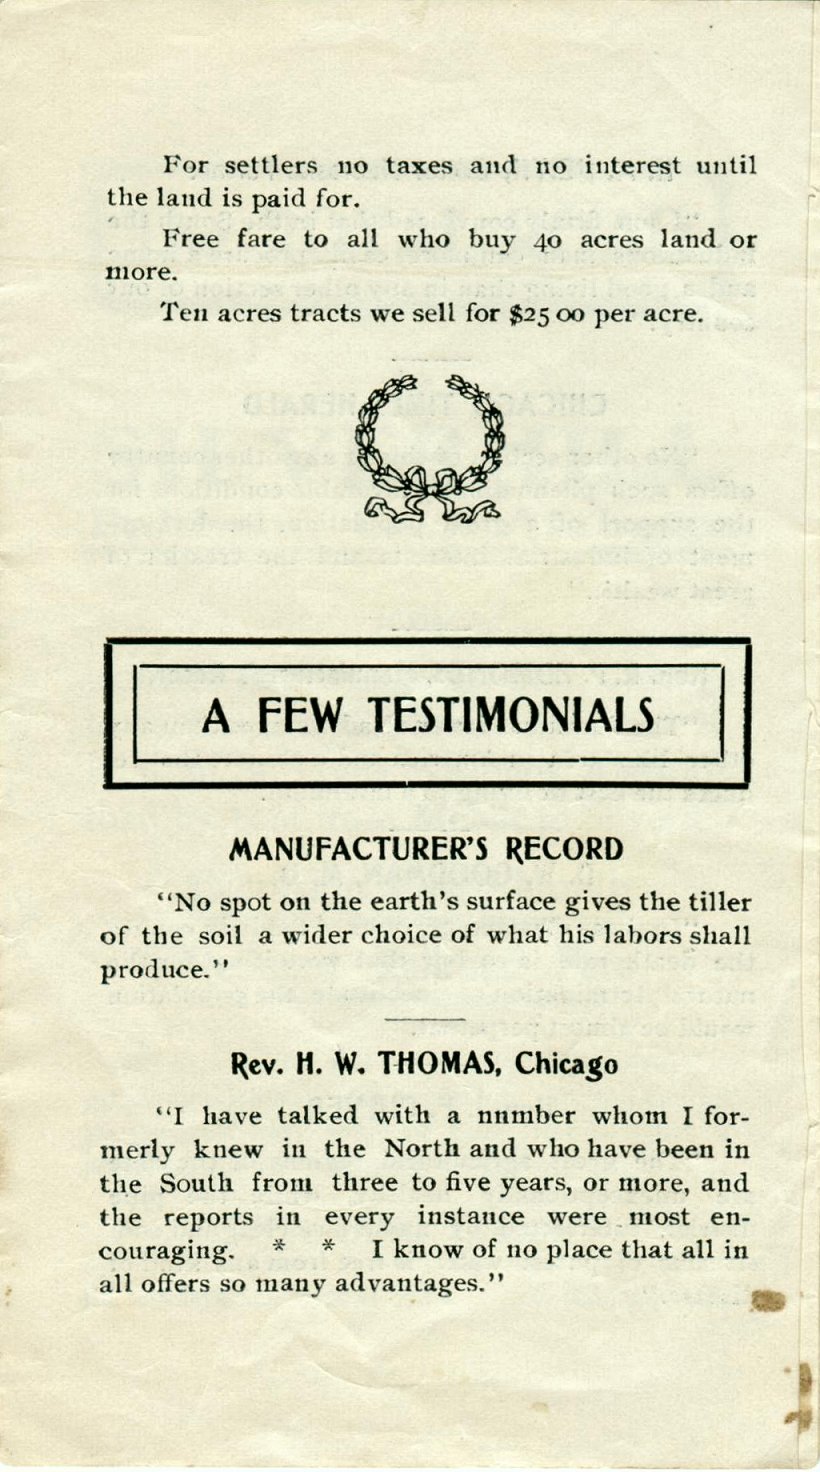 For settlers no taxes and no interest until
the land is paid for.
Free fare to all who buy 40 acres land or
more.
Ten acres tracts we sell for $25 00 per acre.
A FEW TESTIMONIALS
MANUFACTURER'S RECORD
"No spot on the earth's surface gives the tiller
of the soil a wider choice of what his labors shall
produce."
Rev. H. W. THOMAS, Chicago
"I have talked with a number whom I for-
merly knew in the North and who have been in
the South from three to five years, or more, and
the reports in every instance were most en-
couraging. * * I know of no place that all in
all offers so many advantages."